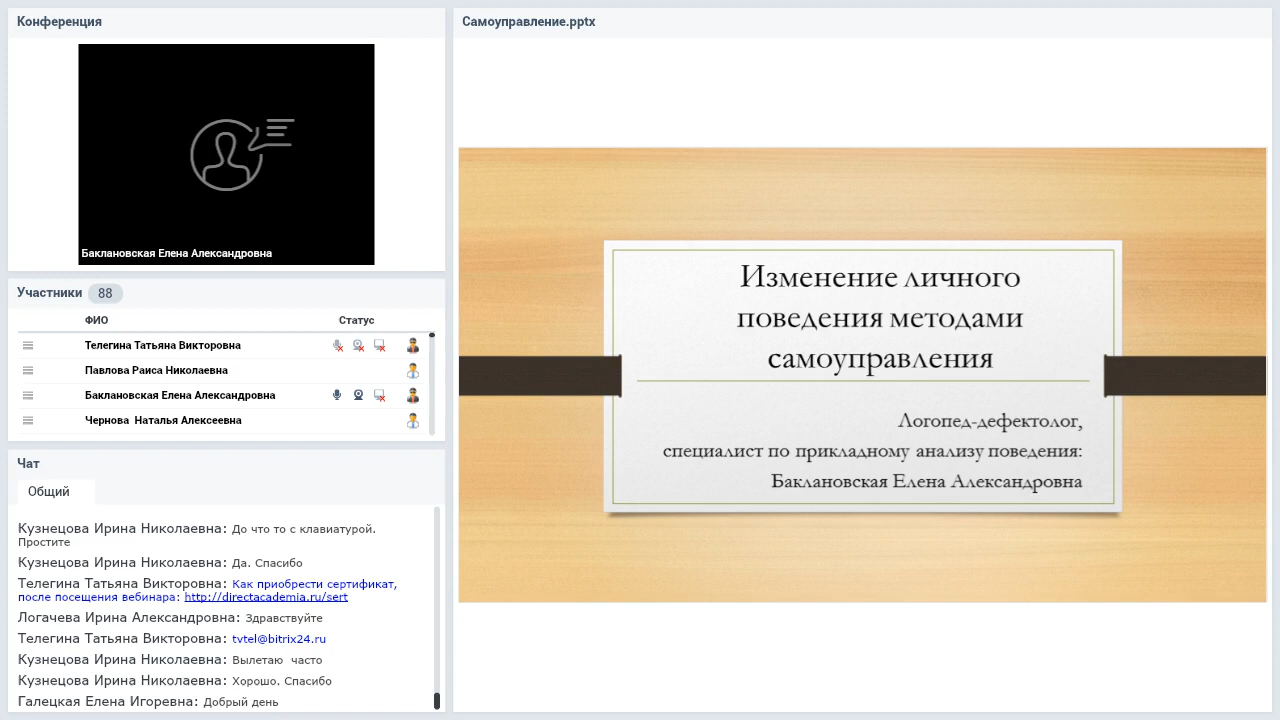 Конференция
Баклановская Елена Александровна
Участники 88
ФИО Статус
Телегина Татьяна Викторовна
Павлова Раиса Николаевна
Баклановская Елена Александровна
Чернова  Наталья Алексеевна
Чат
Общий
Кузнецова Ирина Николаевна: До что то с клавиатурой.
Простите
Кузнецова Ирина Николаевна: Да. Спасибо
Телегина Татьяна Викторовна: Как приобрести сертификат,
после посещения вебинара: http://directacademia.ru/sert
Логачева Ирина Александровна: Здравствуйте
Телегина Татьяна Викторовна: tvtel@bitrix24.ru
Кузнецова Ирина Николаевна: Вылетаю  часто
Кузнецова Ирина Николаевна: Хорошо. Спасибо
Галецкая Елена Игоревна: Добрый день
Самоуправление.pptx
Изменение личного
поведения методами
самоуправления
Логопед-дефектолог,
специалист по прикладному анализу поведения:
Баклановская Елена Александровна